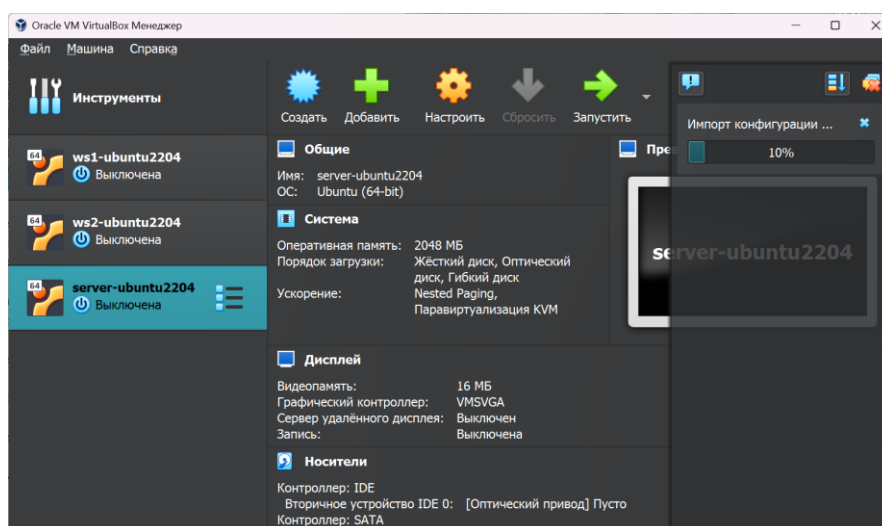 Oracle VM VirtualBox Менеджер
Файл Машина Справка
Инструменты
Создать Добавить Настроить Сбросить Запустить
Импорт конфигурации ...
10%
64
ws1-ubuntu2204
Выключена
64
ws2-ubuntu2204
Выключена
64
server-ubuntu2204
Выключена
Общие
Имя: server-ubuntu2204
ОС: Ubuntu (64-bit)
Система
Оперативная память: 2048 МБ
Порядок загрузки: Жёсткий диск, Оптический
диск, Гибкий диск
Ускорение: Nested Paging,
Паравиртуализация KVM
Пре
server-ubuntu2204
Дисплей
Видеопамять: 16 МБ
Графический контроллер: VMSVGA
Сервер удалённого дисплея: Выключен
Запись: Выключена
Носители
Контроллер: IDE
Вторичное устройство IDE 0: [Оптический привод] Пусто
Контроллер: SATA